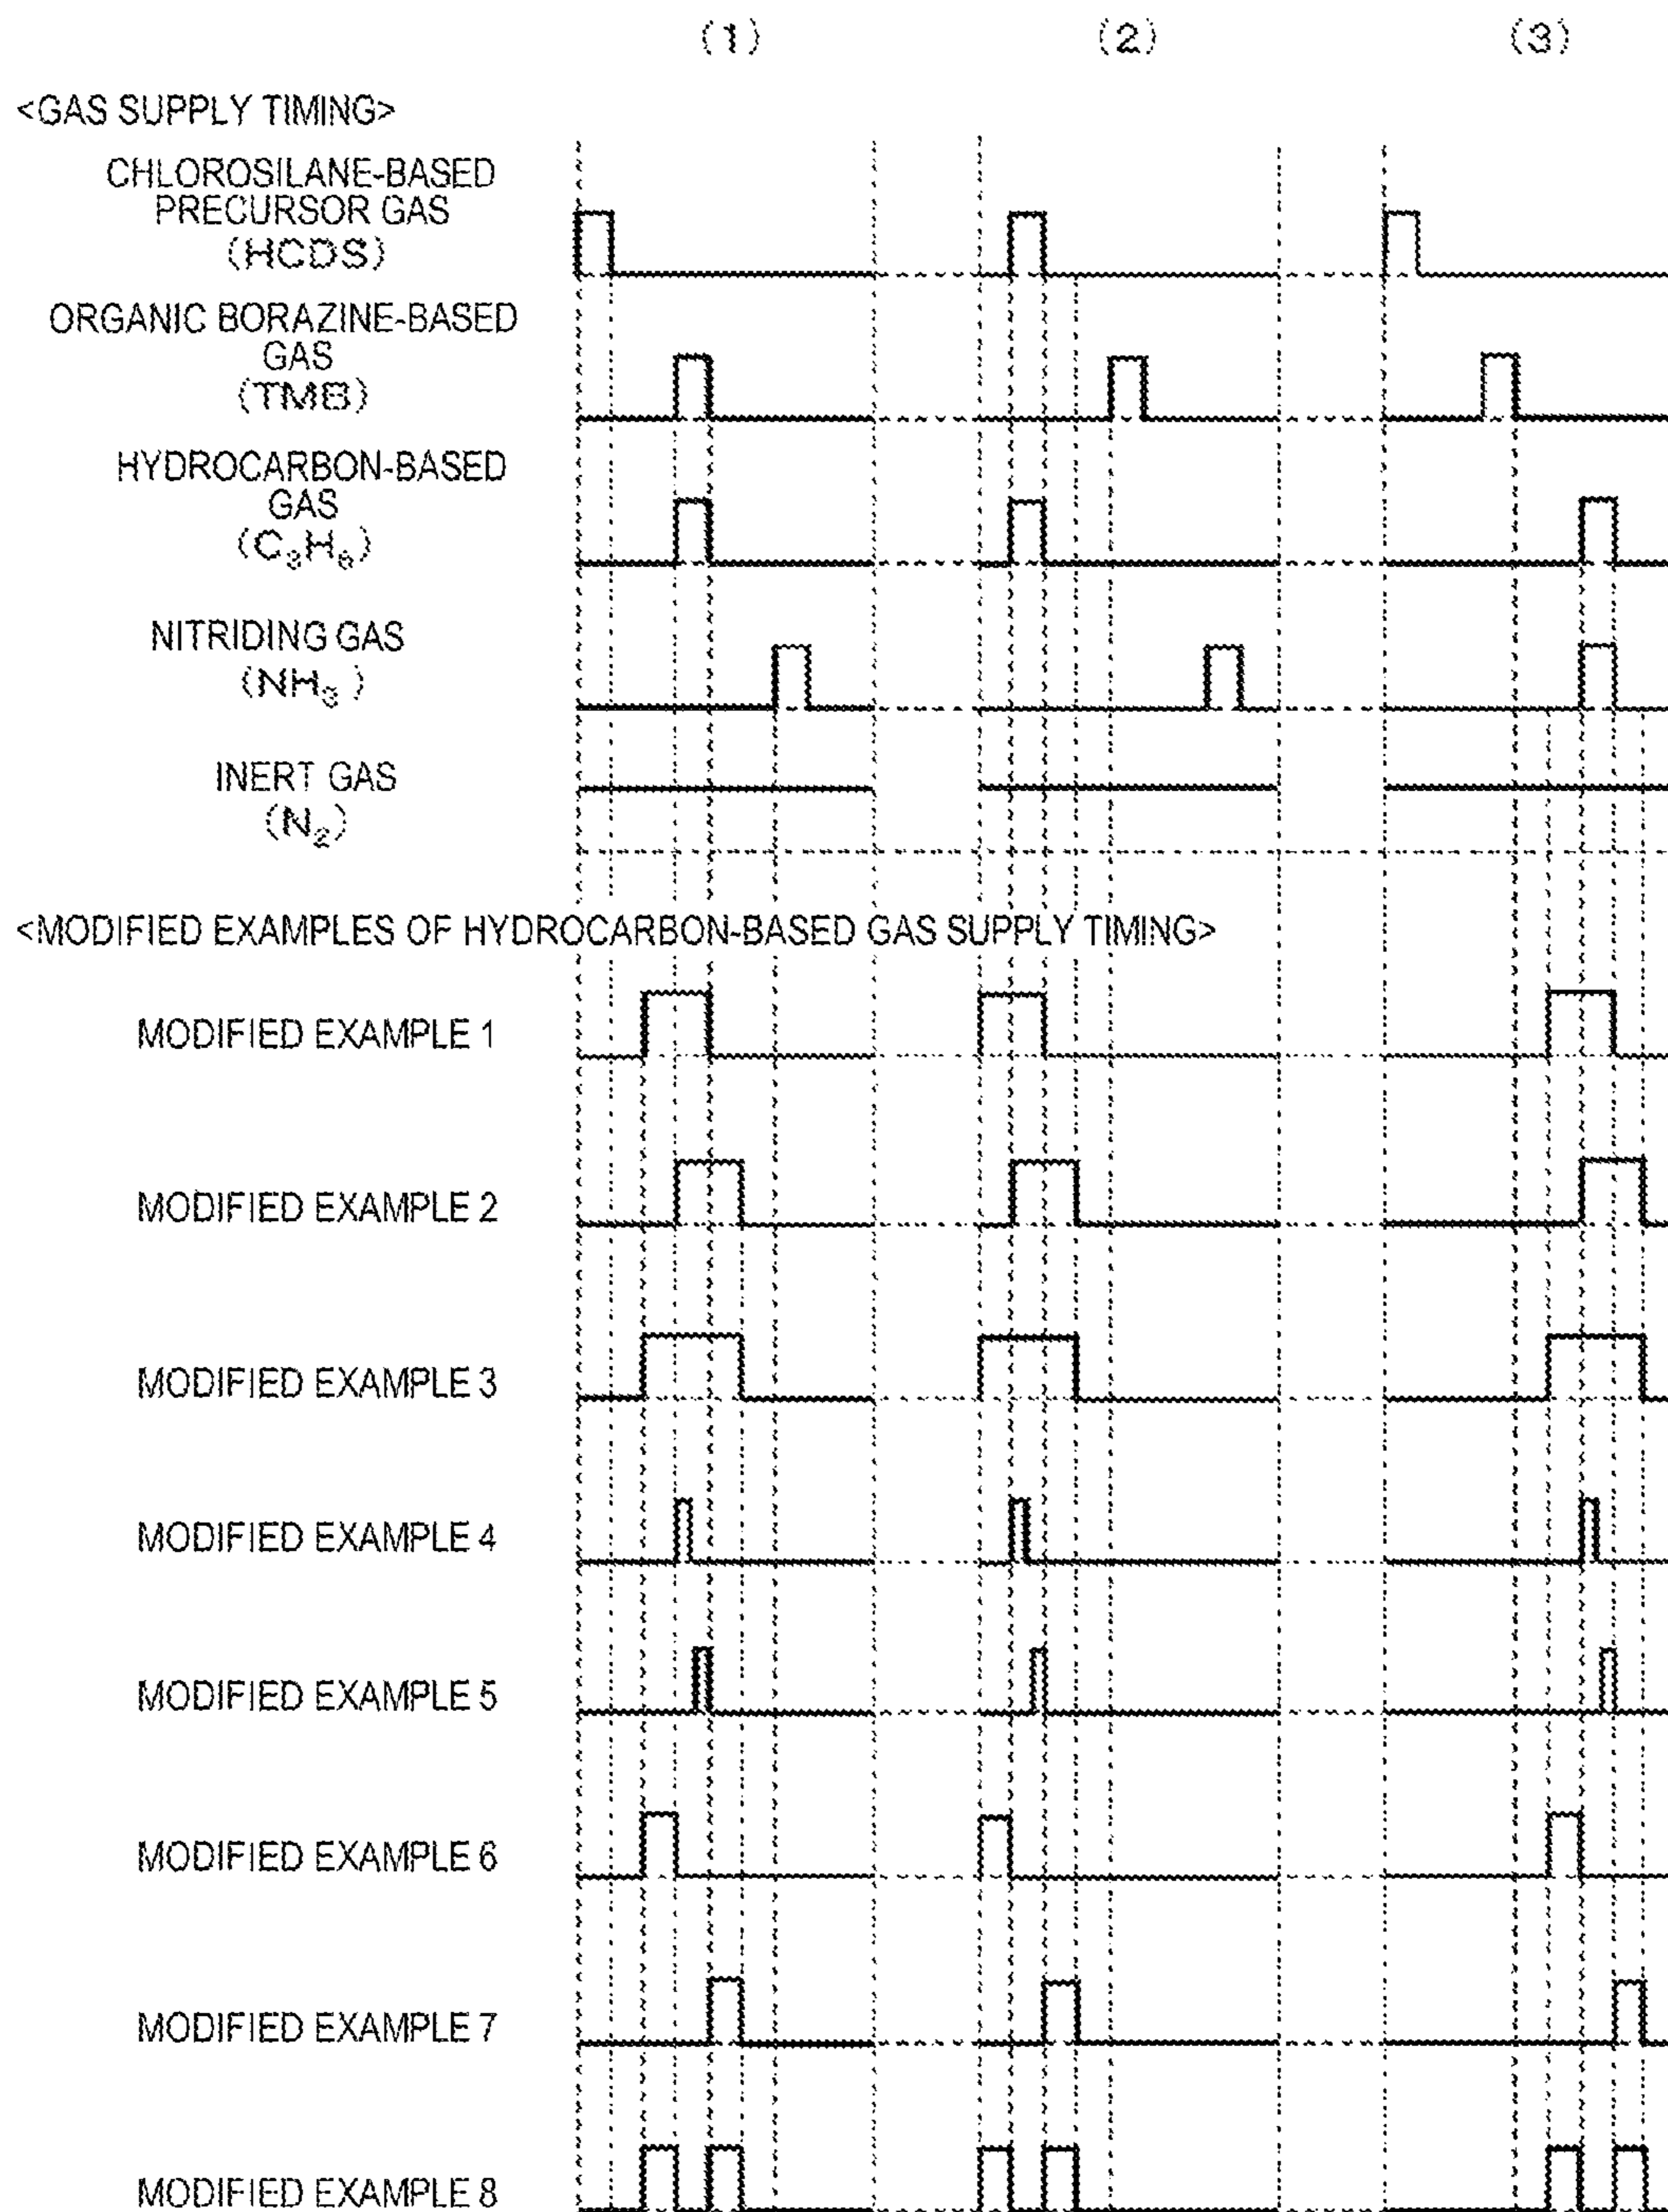 (1) (2) (3)
<GAS SUPPLY TIMING>
CHLOROSILANE-BASED
PRECURSOR GAS
(HCDS)
ORGANIC BORAZINE-BASED
GAS
(TMB)
HYDROCARBON-BASED
GAS
(C₃H₆)
NITRIDING GAS
(NH₃)
INERT GAS
(N₂)
<MODIFIED EXAMPLES OF HYDROCARBON-BASED GAS SUPPLY TIMING>
MODIFIED EXAMPLE 1
MODIFIED EXAMPLE 2
MODIFIED EXAMPLE 3
MODIFIED EXAMPLE 4
MODIFIED EXAMPLE 5
MODIFIED EXAMPLE 6
MODIFIED EXAMPLE 7
MODIFIED EXAMPLE 8